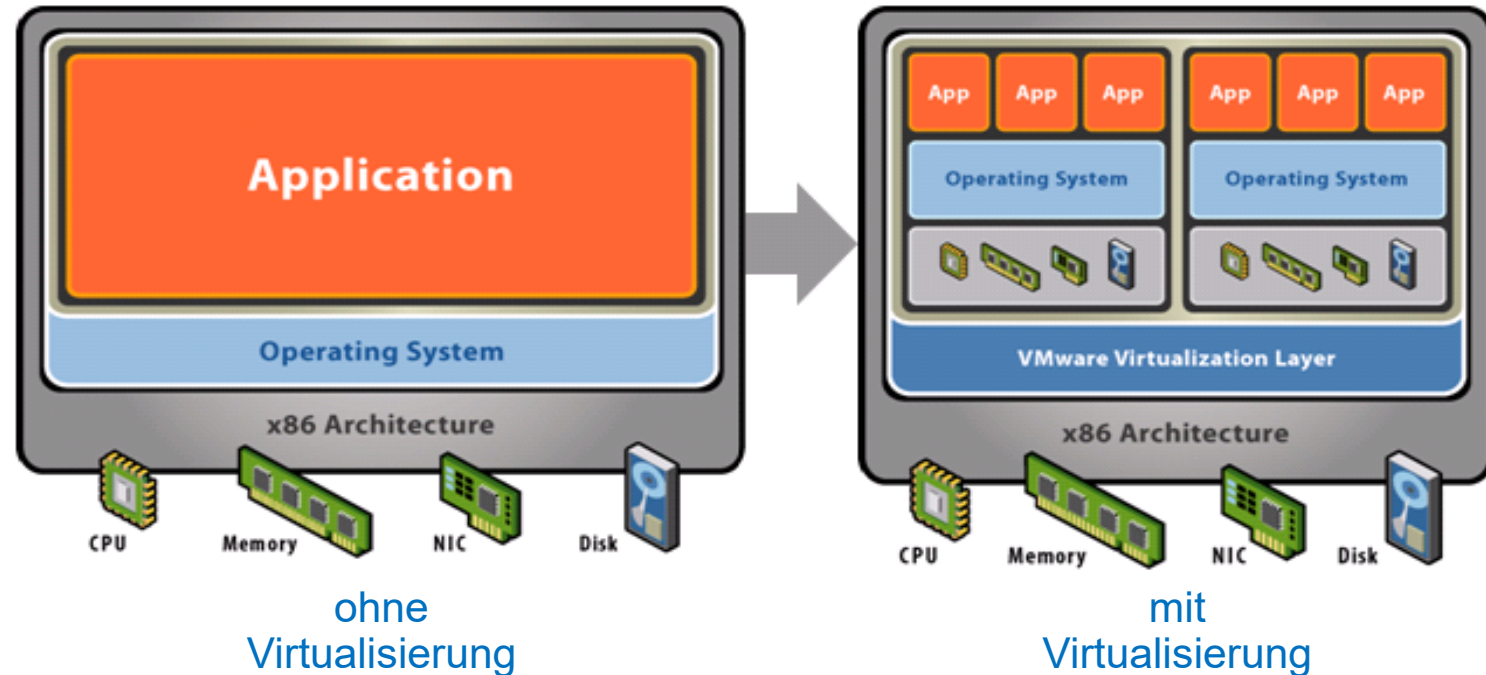 Application
Operating System
x86 Architecture
CPU
Memory
NIC
Disk
ohne
Virtualisierung
App App App
App App App
Operating System
Operating System
VMware Virtualization Layer
x86 Architecture
CPU
Memory
NIC
Disk
mit
Virtualisierung